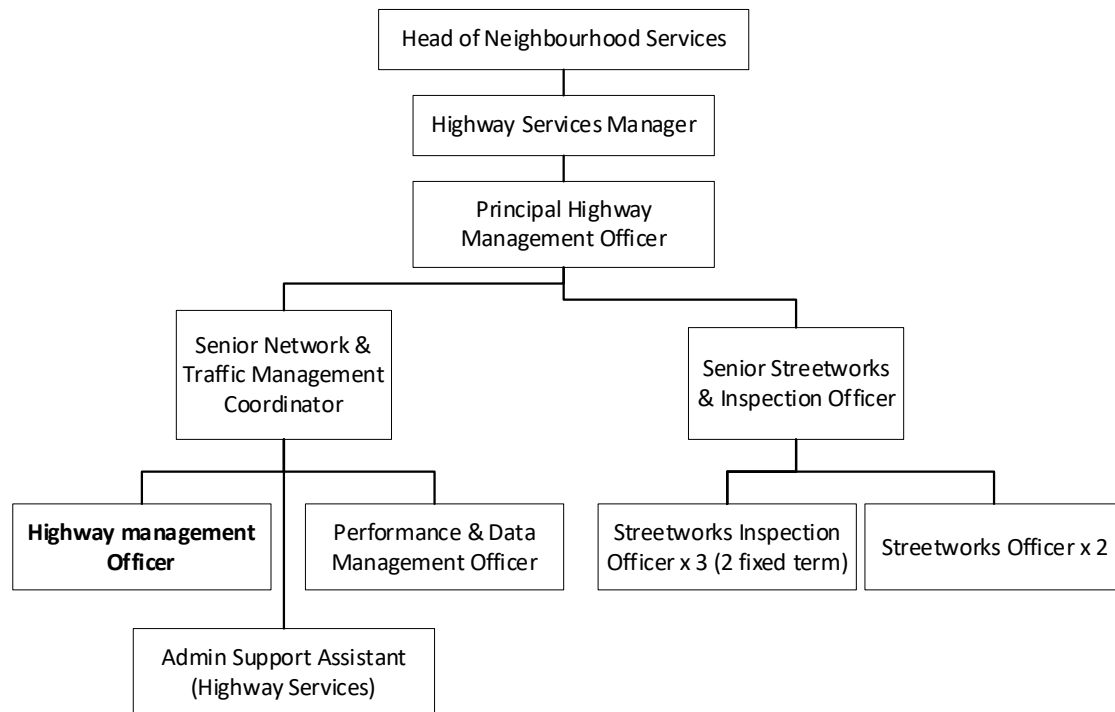 Head of Neighbourhood Services
Highway Services Manager
Principal Highway
Management Officer
Senior Network &
Traffic Management
Coordinator
Senior Streetworks
& Inspection Officer
Highway management
Officer
Performance & Data
Management Officer
Streetworks Inspection
Officer x 3 (2 fixed term)
Streetworks Officer x 2
Admin Support Assistant
(Highway Services)